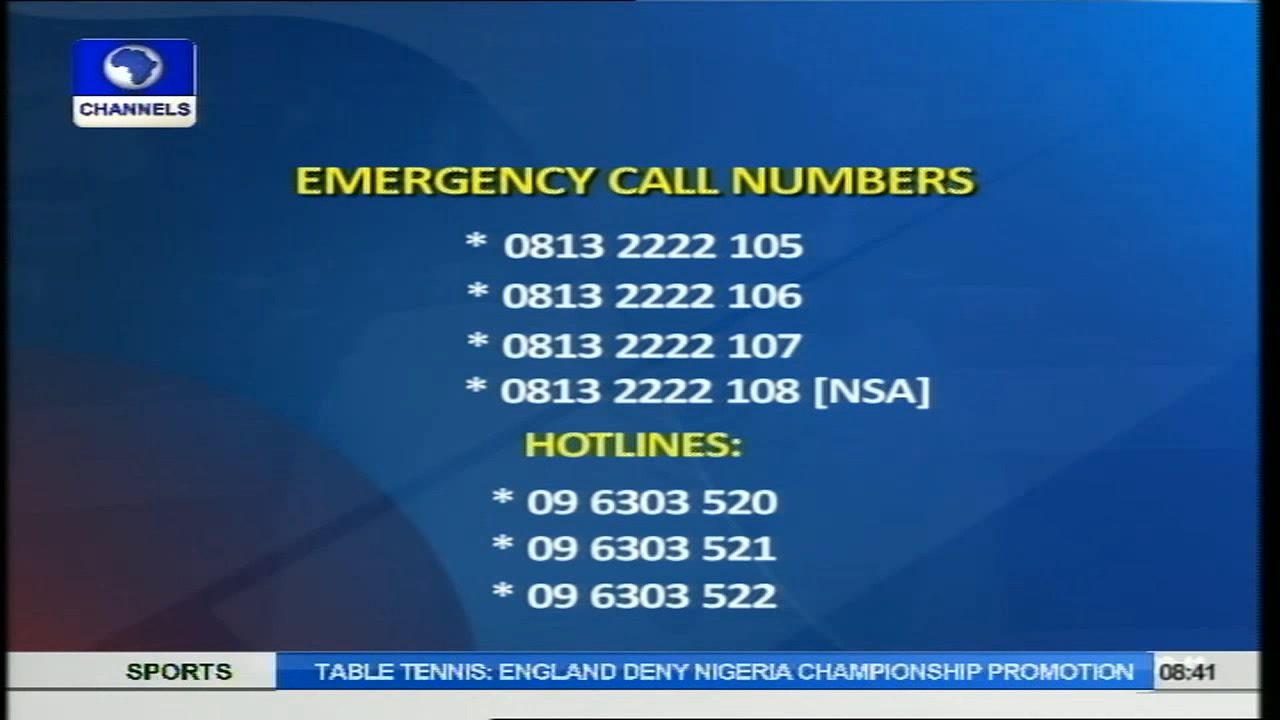 CHANNELS
EMERGENCY CALL NUMBERS
* 0813 2222 105
* 0813 2222 106
* 0813 2222 107
* 0813 2222 108 [NSA]
HOTLINES:
* 09 6303 520
* 09 6303 521
* 09 6303 522
SPORTS TABLE TENNIS: ENGLAND DENY NIGERIA CHAMPIONSHIP PROMOTION 08:41